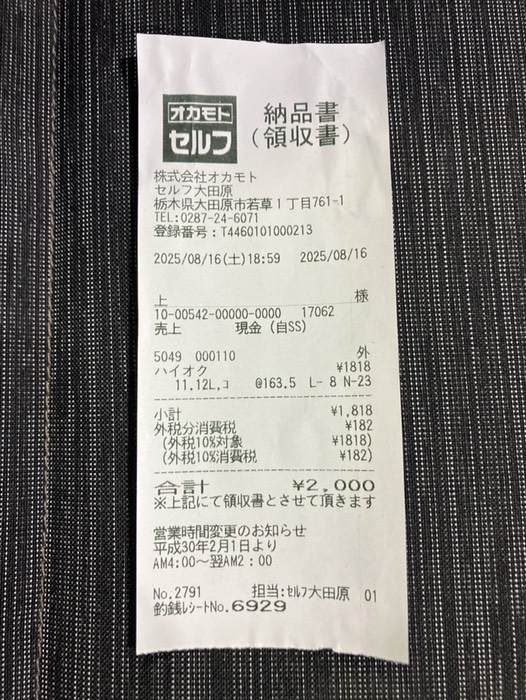 オカモト
セルフ
納品書
(領収書)
株式会社オカモト
セルフ大田原
栃木県大田原市若草1丁目761-1
TEL:0287-24-6071
登録番号:T4460101000213
2025/08/16(土)18:59 2025/08/16
上 様
10-00542-00000-0000 17062
売上 現金(自SS)
5049 000110 外
ハイオク ¥1818
11.12L,コ @163.5 L- 8 N-23
小計 ¥1,818
外税分消費税 ¥182
(外税10%対象 ¥1818)
(外税10%消費税 ¥182)
合計 ¥2,000
※上記にて領収書とさせて頂きます
営業時間変更のお知らせ
平成30年2月1日より
AM4:00~翌AM2:00
No.2791 担当:セルフ大田原 01
釣銭レシートNo.6929